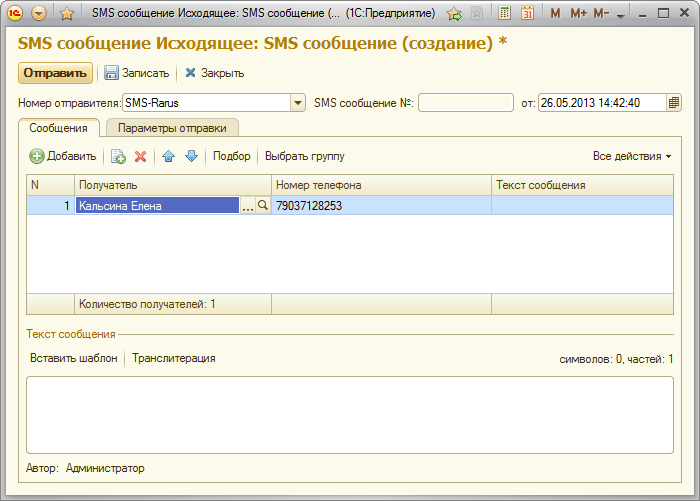 SMS сообщение Исходящее: SMS сообщение (... (1С:Предприятие)
31 M M+ M-
SMS сообщение Исходящее: SMS сообщение (создание) *
Отправить Записать Закрыть
Номер отправителя: SMS-Rarus SMS сообщение №: от: 26.05.2013 14:42:40
Сообщения Параметры отправки
Добавить Подбор Выбрать группу Все действия
N Получатель Номер телефона Текст сообщения
1 Кальсина Елена ... 79037128253
Количество получателей: 1
Текст сообщения
Вставить шаблон Транслитерация символов: 0, частей: 1
Автор: Администратор